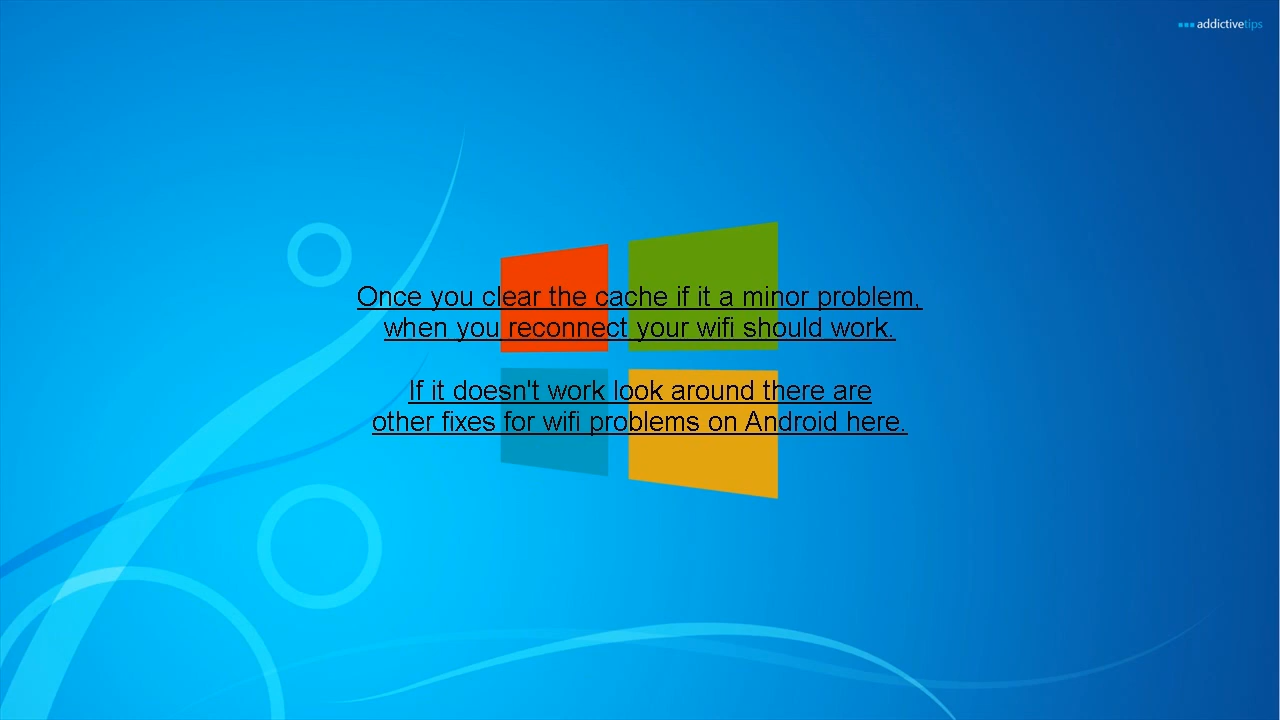 addictivetips
Once you clear the cache if it a minor problem,
when you reconnect your wifi should work.
If it doesn't work look around there are
other fixes for wifi problems on Android here.